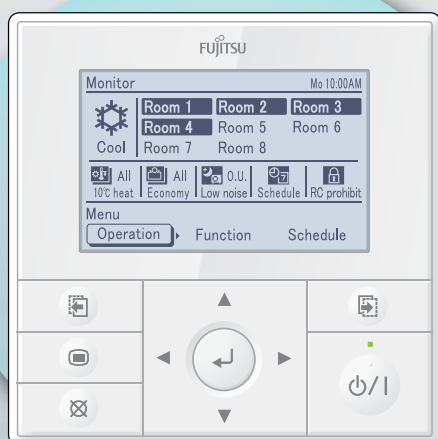 FUJITSU
Monitor Mo 10:00AM
Room 1 Room 2 Room 3
Room 4 Room 5 Room 6
Cool Room 7 Room 8
All All O.U.
10℃ heat Economy Low noise Schedule RC prohibit
Menu
Operation Function Schedule